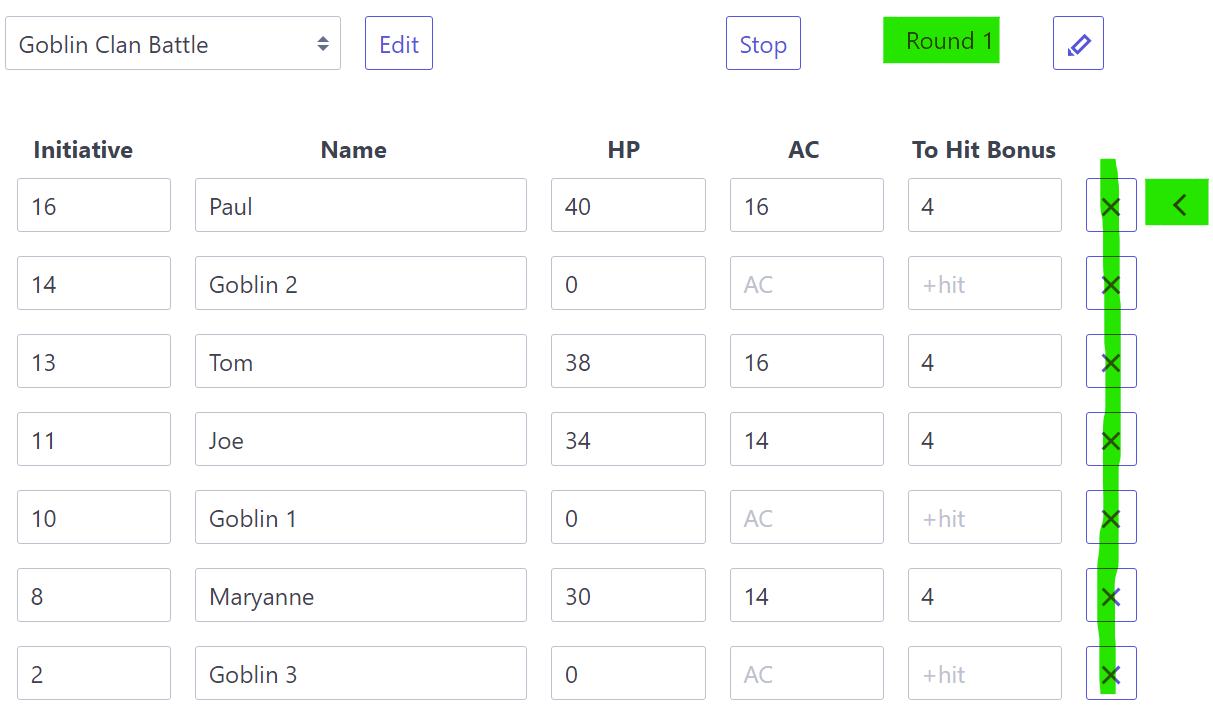 Goblin Clan Battle Edit Stop Round 1
Initiative Name HP AC To Hit Bonus
16 Paul 40 16 4
14 Goblin 2 0 AC +hit
13 Tom 38 16 4
11 Joe 34 14 4
10 Goblin 1 0 AC +hit
8 Maryanne 30 14 4
2 Goblin 3 0 AC +hit